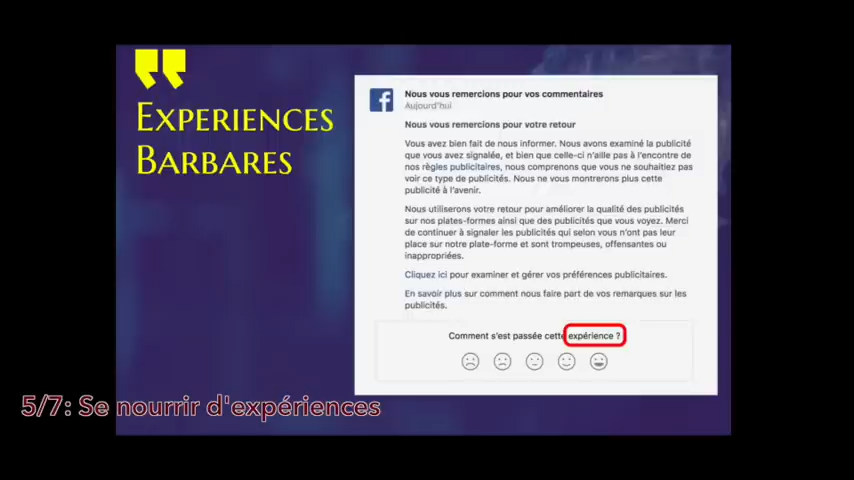 EXPERIENCES
BARBARES
Nous vous remercions pour vos commentaires
Aujourd'hui
Nous vous remercions pour votre retour
Vous avez bien fait de nous informer. Nous avons examiné la publicité
que vous avez signalée, et bien que celle-ci n'aille pas à l'encontre de
nos règles publicitaires, nous comprenons que vous ne souhaitiez pas
voir ce type de publicités. Nous ne vous montrerons plus cette
publicité à l'avenir.
Nous utiliserons votre retour pour améliorer la qualité des publicités
sur nos plates-formes ainsi que des publicités que vous voyez. Merci
de continuer à signaler les publicités qui selon vous n'ont pas leur
place sur notre plate-forme et sont trompeuses, offensantes ou
inappropriées.
Cliquez ici pour examiner et gérer vos préférences publicitaires.
En savoir plus sur comment nous faire part de vos remarques sur les
publicités.
Comment s'est passée cette expérience ?
5/7: Se nourrir d'expériences